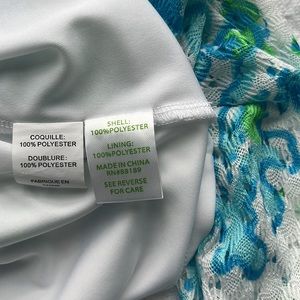 COQUILLE:
100% POLYESTER
DOUBLURE:
100% POLYESTER
FABRIQUE EN
SHELL:
100%POLYESTER
LINING:
100%POLYESTER
MADE IN CHINA
RN#88189
SEE REVERSE
FOR CARE